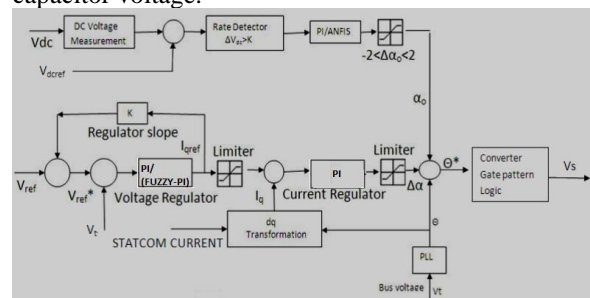 capacitor voltage.
Vdc
DC Voltage
Measurement
Rate Detector
ΔVdc>K
PI/ANFIS
-2<Δαo<2
Vdcref
αo
K
Regulator slope
Iqref
Limiter
Limiter
Θ*
Converter
Gate pattern
Logic
Vs
Vref
Vref*
PI/
(FUZZY-PI)
Voltage Regulator
PI
Current Regulator
Δα
Iq
Vt
STATCOM CURRENT
dq
Transformation
Θ
PLL
Bus voltage
Vt